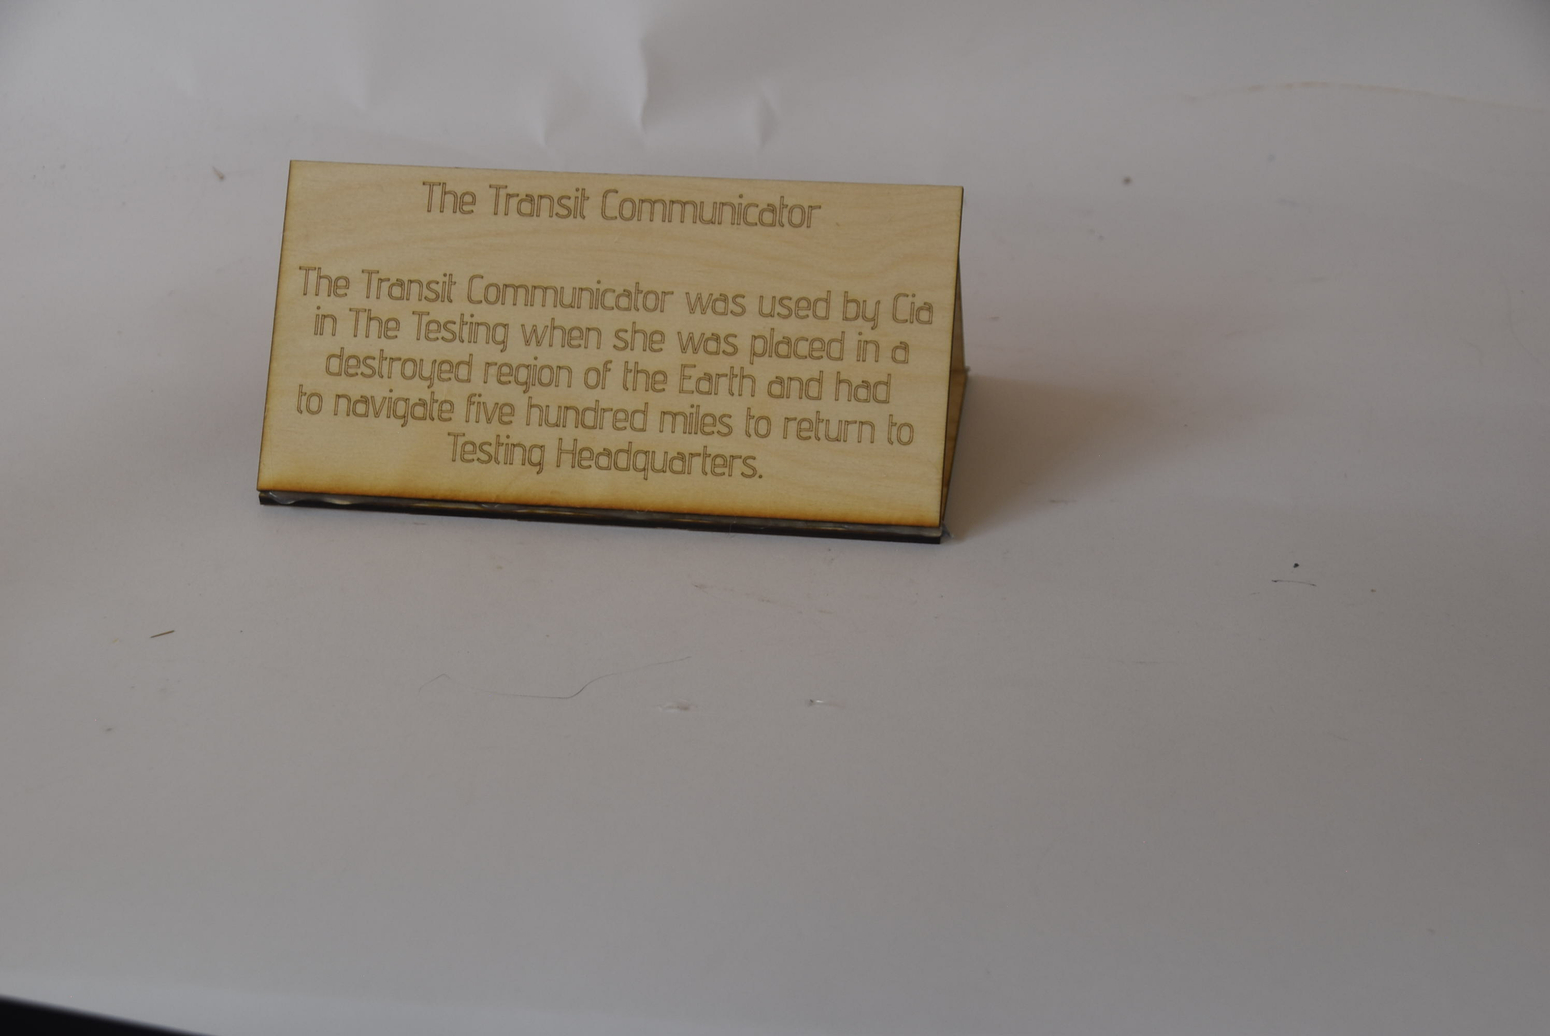 The Transit Communicator
The Transit Communicator was used by Cia
in The Testing when she was placed in a
destroyed region of the Earth and had
to navigate five hundred miles to return to
Testing Headquarters.